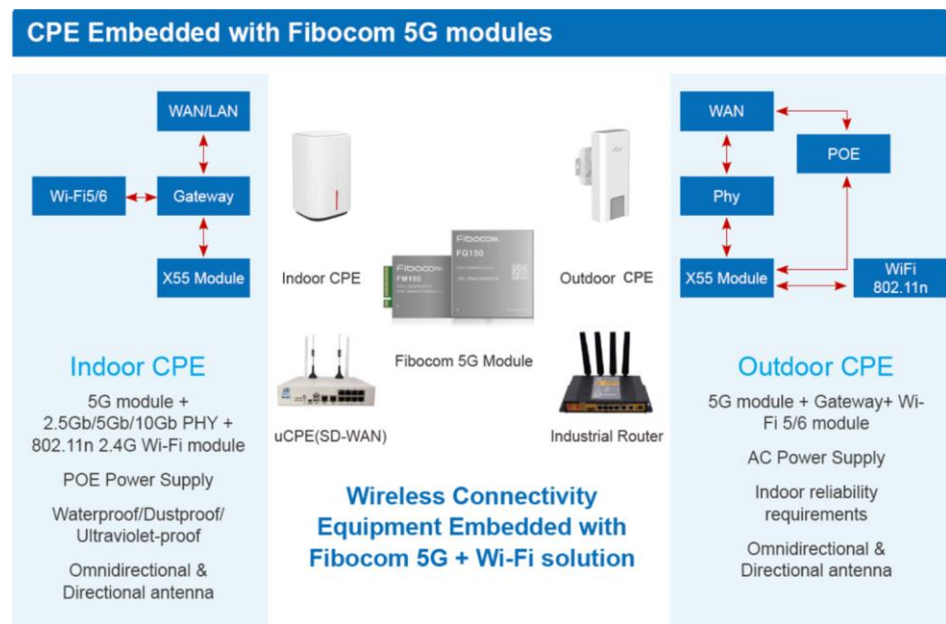 CPE Embedded with Fibocom 5G modules
WAN/LAN
Wi-Fi5/6
Gateway
X55 Module
Indoor CPE
5G module +
2.5Gb/5Gb/10Gb PHY +
802.11n 2.4G Wi-Fi module
POE Power Supply
Waterproof/Dustproof/
Ultraviolet-proof
Omnidirectional &
Directional antenna
Indoor CPE
Outdoor CPE
Fibocom
FM150
Fibocom
FG150
Fibocom 5G Module
uCPE(SD-WAN)
Industrial Router
Wireless Connectivity
Equipment Embedded with
Fibocom 5G + Wi-Fi solution
WAN
POE
Phy
X55 Module
WiFi
802.11n
Outdoor CPE
5G module + Gateway+ Wi-
Fi 5/6 module
AC Power Supply
Indoor reliability
requirements
Omnidirectional &
Directional antenna